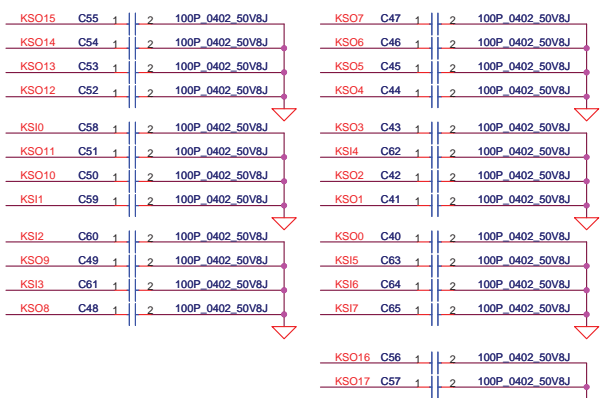 KSO15 C55 1 2 100P_0402_50V8J
KSO14 C54 1 2 100P_0402_50V8J
KSO13 C53 1 2 100P_0402_50V8J
KSO12 C52 1 2 100P_0402_50V8J
KSI0 C58 1 2 100P_0402_50V8J
KSO11 C51 1 2 100P_0402_50V8J
KSO10 C50 1 2 100P_0402_50V8J
KSI1 C59 1 2 100P_0402_50V8J
KSI2 C60 1 2 100P_0402_50V8J
KSO9 C49 1 2 100P_0402_50V8J
KSI3 C61 1 2 100P_0402_50V8J
KSO8 C48 1 2 100P_0402_50V8J
KSO7 C47 1 2 100P_0402_50V8J
KSO6 C46 1 2 100P_0402_50V8J
KSO5 C45 1 2 100P_0402_50V8J
KSO4 C44 1 2 100P_0402_50V8J
KSO3 C43 1 2 100P_0402_50V8J
KSI4 C62 1 2 100P_0402_50V8J
KSO2 C42 1 2 100P_0402_50V8J
KSO1 C41 1 2 100P_0402_50V8J
KSO0 C40 1 2 100P_0402_50V8J
KSI5 C63 1 2 100P_0402_50V8J
KSI6 C64 1 2 100P_0402_50V8J
KSI7 C65 1 2 100P_0402_50V8J
KSO16 C56 1 2 100P_0402_50V8J
KSO17 C57 1 2 100P_0402_50V8J